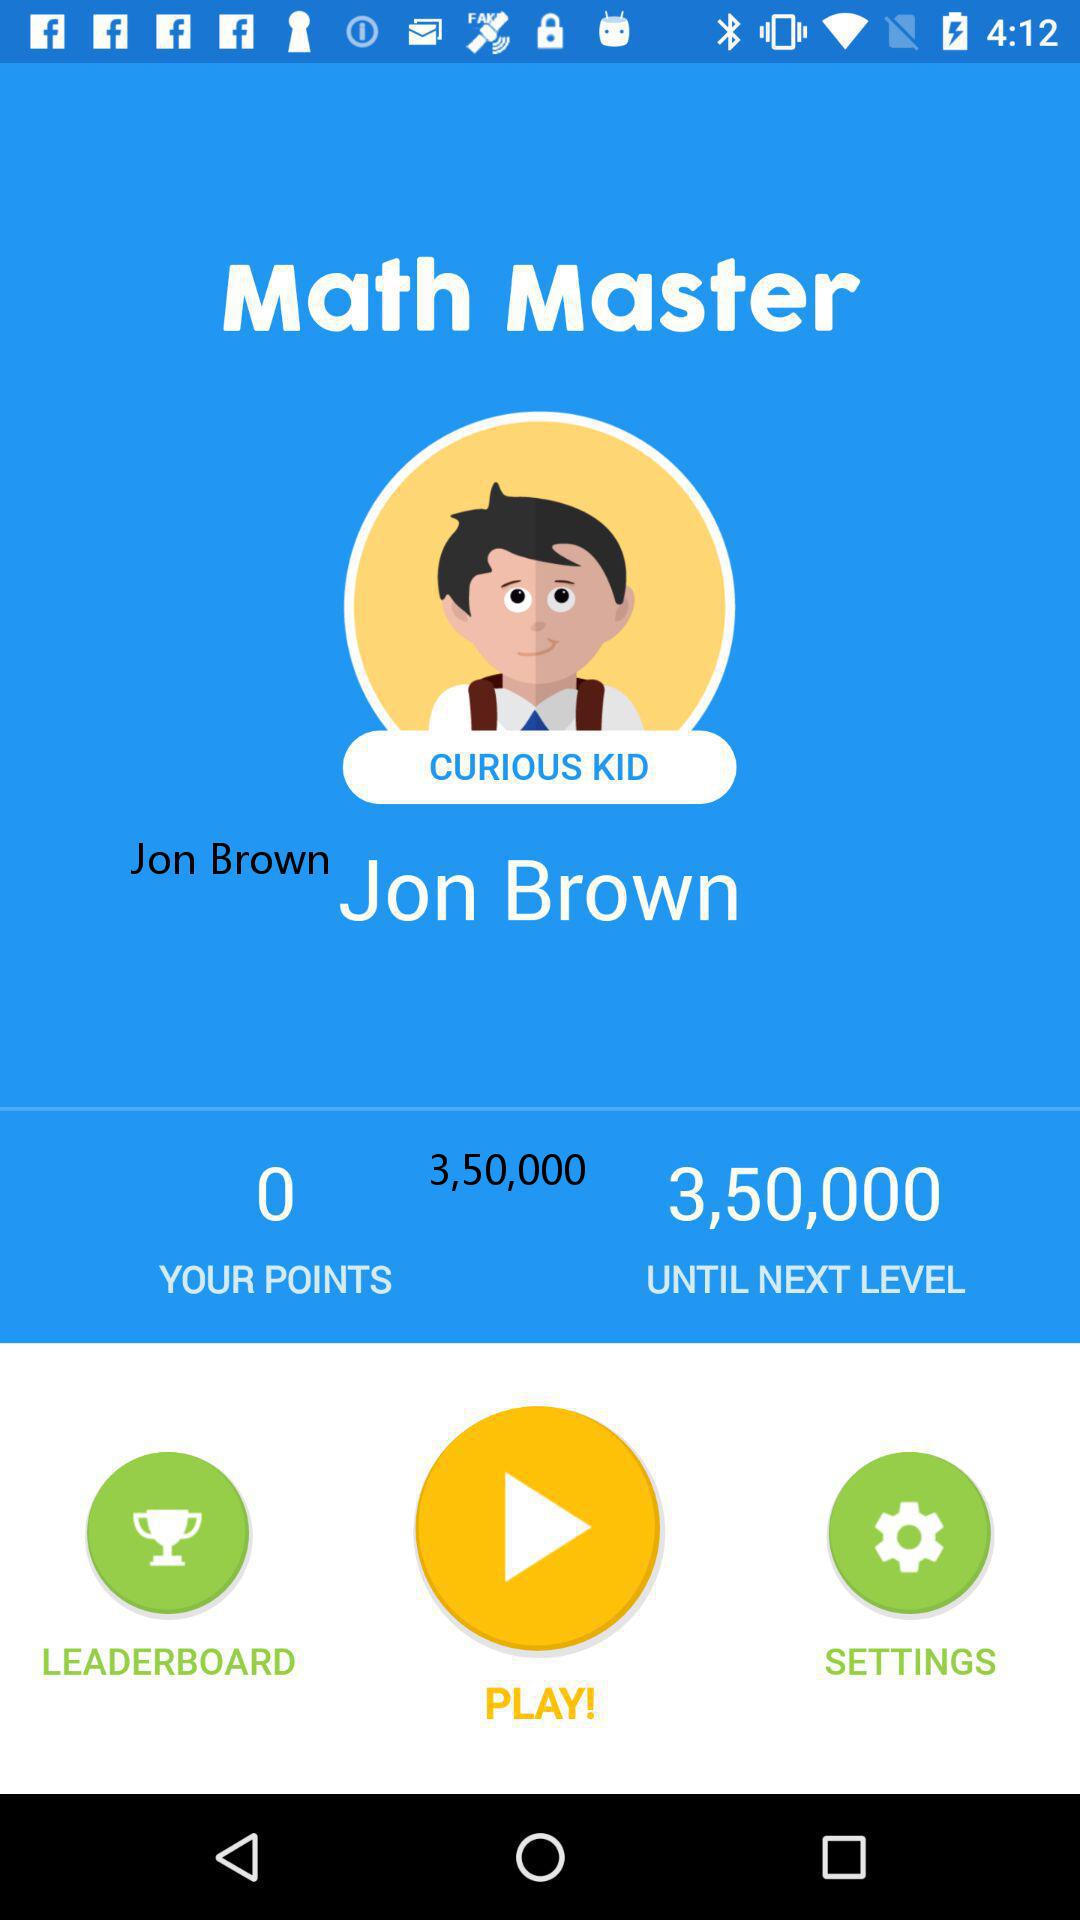 FAKE
4:12
Math Master
CURIOUS KID
Jon Brown
Jon Brown
0
3,50,000
3,50,000
YOUR POINTS
UNTIL NEXT LEVEL
LEADERBOARD
PLAY!
SETTINGS